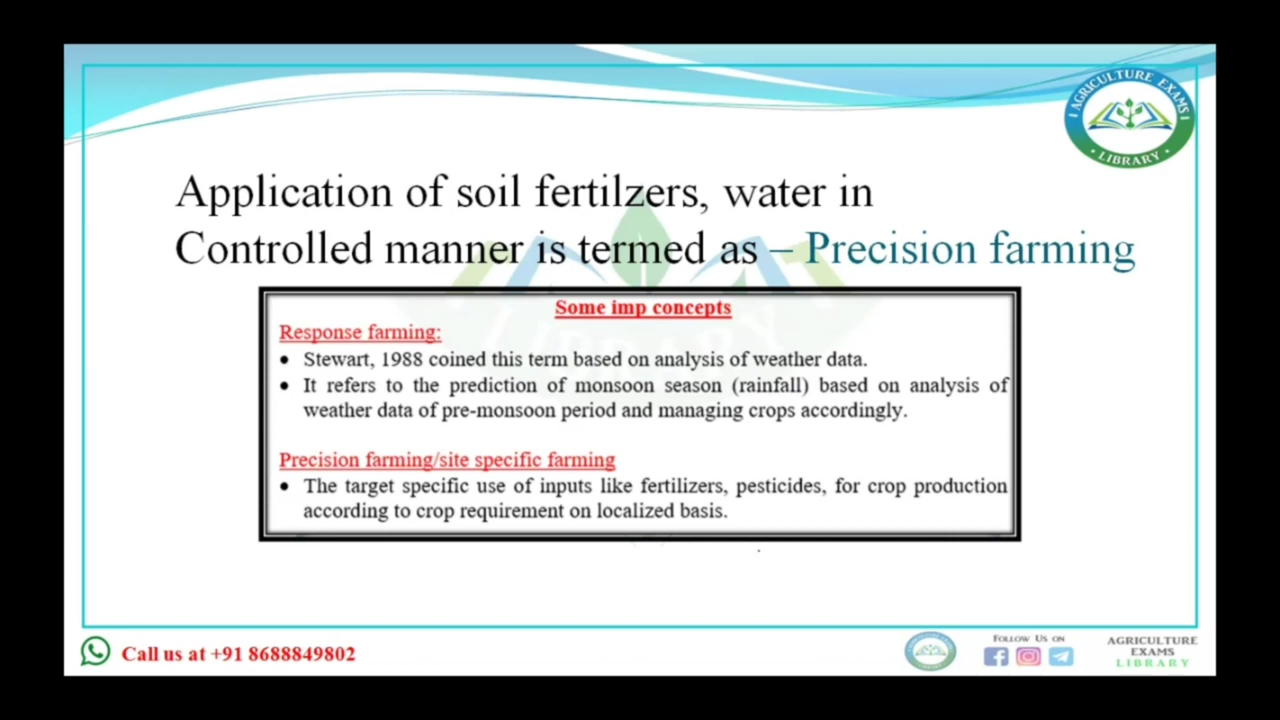 AGRICULTURE EXAMS
LIBRARY
Application of soil fertilzers, water in
Controlled manner is termed as – Precision farming
Some imp concepts
Response farming:
• Stewart, 1988 coined this term based on analysis of weather data.
• It refers to the prediction of monsoon season (rainfall) based on analysis of
weather data of pre-monsoon period and managing crops accordingly.
Precision farming/site specific farming
• The target specific use of inputs like fertilizers, pesticides, for crop production
according to crop requirement on localized basis.
Call us at +91 8688849802
FOLLOW US ON
AGRICULTURE
EXAMS
LIBRARY